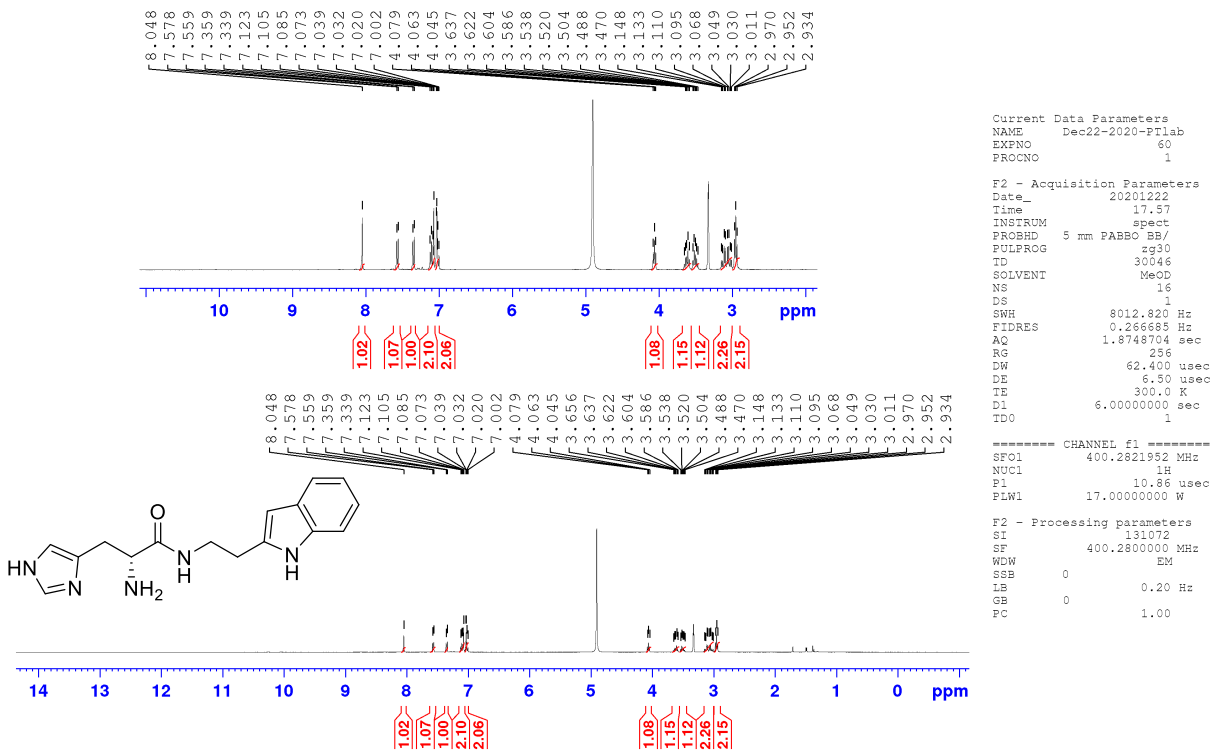 8.048 7.578 7.559 7.359 7.339 7.123 7.105 7.085 7.073 7.039 7.032 7.020 7.002 4.079 4.063 4.045 3.637 3.622 3.604 3.586 3.538 3.520 3.504 3.488 3.470 3.148 3.133 3.110 3.095 3.068 3.049 3.030 3.011 2.970 2.952 2.934
10 9 8 7 6 5 4 3 ppm
1.02 1.07 1.00 2.10 2.06 1.08 1.15 1.12 2.26 2.15
8.048 7.578 7.559 7.359 7.339 7.123 7.105 7.085 7.073 7.039 7.032 7.020 7.002 4.079 4.063 4.045 3.656 3.637 3.622 3.604 3.586 3.538 3.520 3.504 3.488 3.470 3.148 3.133 3.110 3.095 3.068 3.049 3.030 3.011 2.970 2.952 2.934
O
N
H
N
H
HN
N
NH2
14 13 12 11 10 9 8 7 6 5 4 3 2 1 0 ppm
1.02 1.07 1.00 2.10 2.06 1.08 1.15 1.12 2.26 2.15
Current Data Parameters
NAME Dec22-2020-PTlab
EXPNO 60
PROCNO 1
F2 - Acquisition Parameters
Date_ 20201222
Time 17.57
INSTRUM spect
PROBHD 5 mm PABBO BB/
PULPROG zg30
TD 30046
SOLVENT MeOD
NS 16
DS 1
SWH 8012.820 Hz
FIDRES 0.266685 Hz
AQ 1.8748704 sec
RG 256
DW 62.400 usec
DE 6.50 usec
TE 300.0 K
D1 6.00000000 sec
TD0 1
======== CHANNEL f1 ========
SFO1 400.2821952 MHz
NUC1 1H
P1 10.86 usec
PLW1 17.00000000 W
F2 - Processing parameters
SI 131072
SF 400.2800000 MHz
WDW EM
SSB 0
LB 0.20 Hz
GB 0
PC 1.00